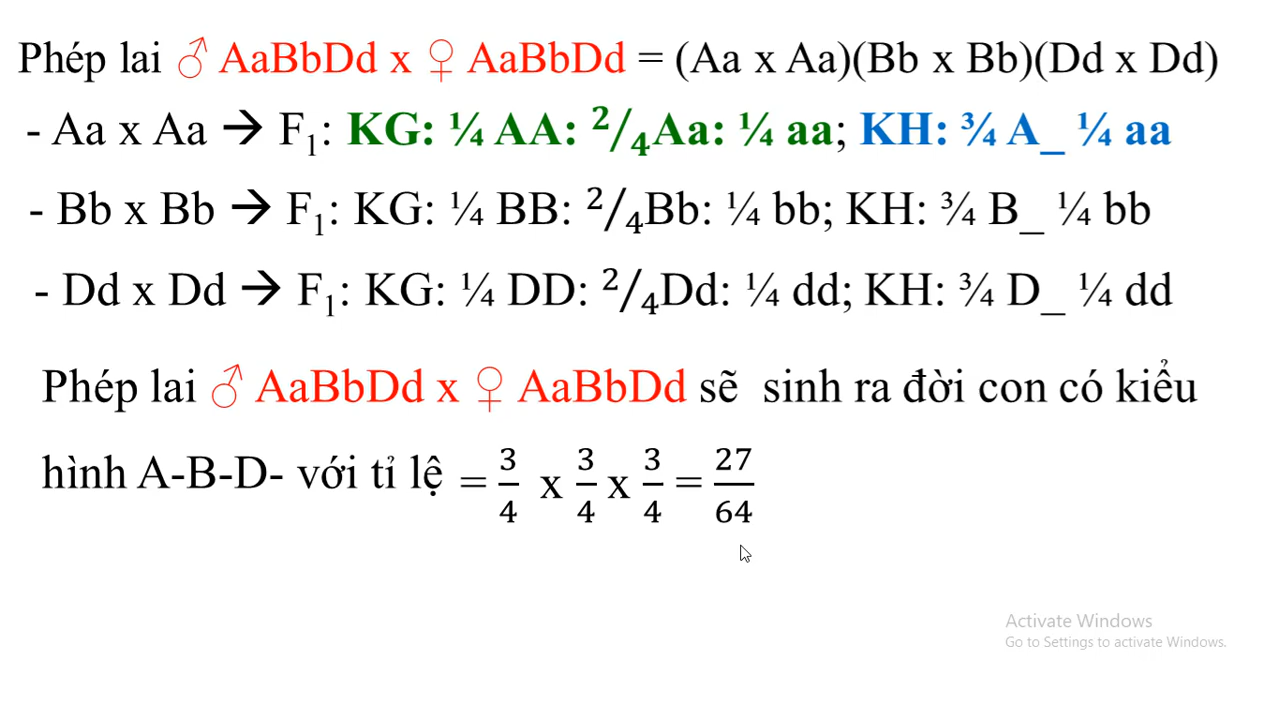 Phép lai ♂ AaBbDd x ♀ AaBbDd = (Aa x Aa)(Bb x Bb)(Dd x Dd)
- Aa x Aa → F₁: KG: ¼ AA: ²/₄Aa: ¼ aa; KH: ¾ A_ ¼ aa
- Bb x Bb → F₁: KG: ¼ BB: ²/₄Bb: ¼ bb; KH: ¾ B_ ¼ bb
- Dd x Dd → F₁: KG: ¼ DD: ²/₄Dd: ¼ dd; KH: ¾ D_ ¼ dd
Phép lai ♂ AaBbDd x ♀ AaBbDd sẽ sinh ra đời con có kiểu
hình A-B-D- với tỉ lệ = 3/4 x 3/4 x 3/4 = 27/64
Activate Windows
Go to Settings to activate Windows.